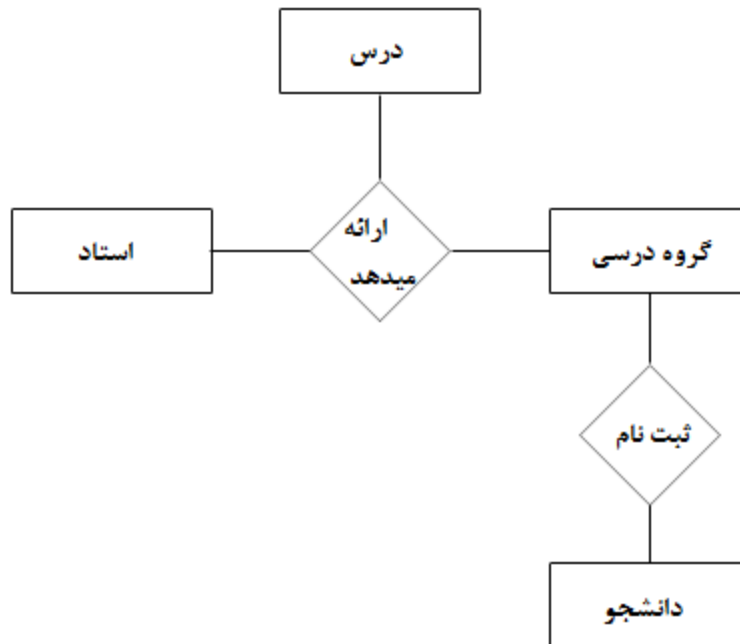 درس
ارائه
میدهد
استاد
گروه درسی
ثبت نام
دانشجو